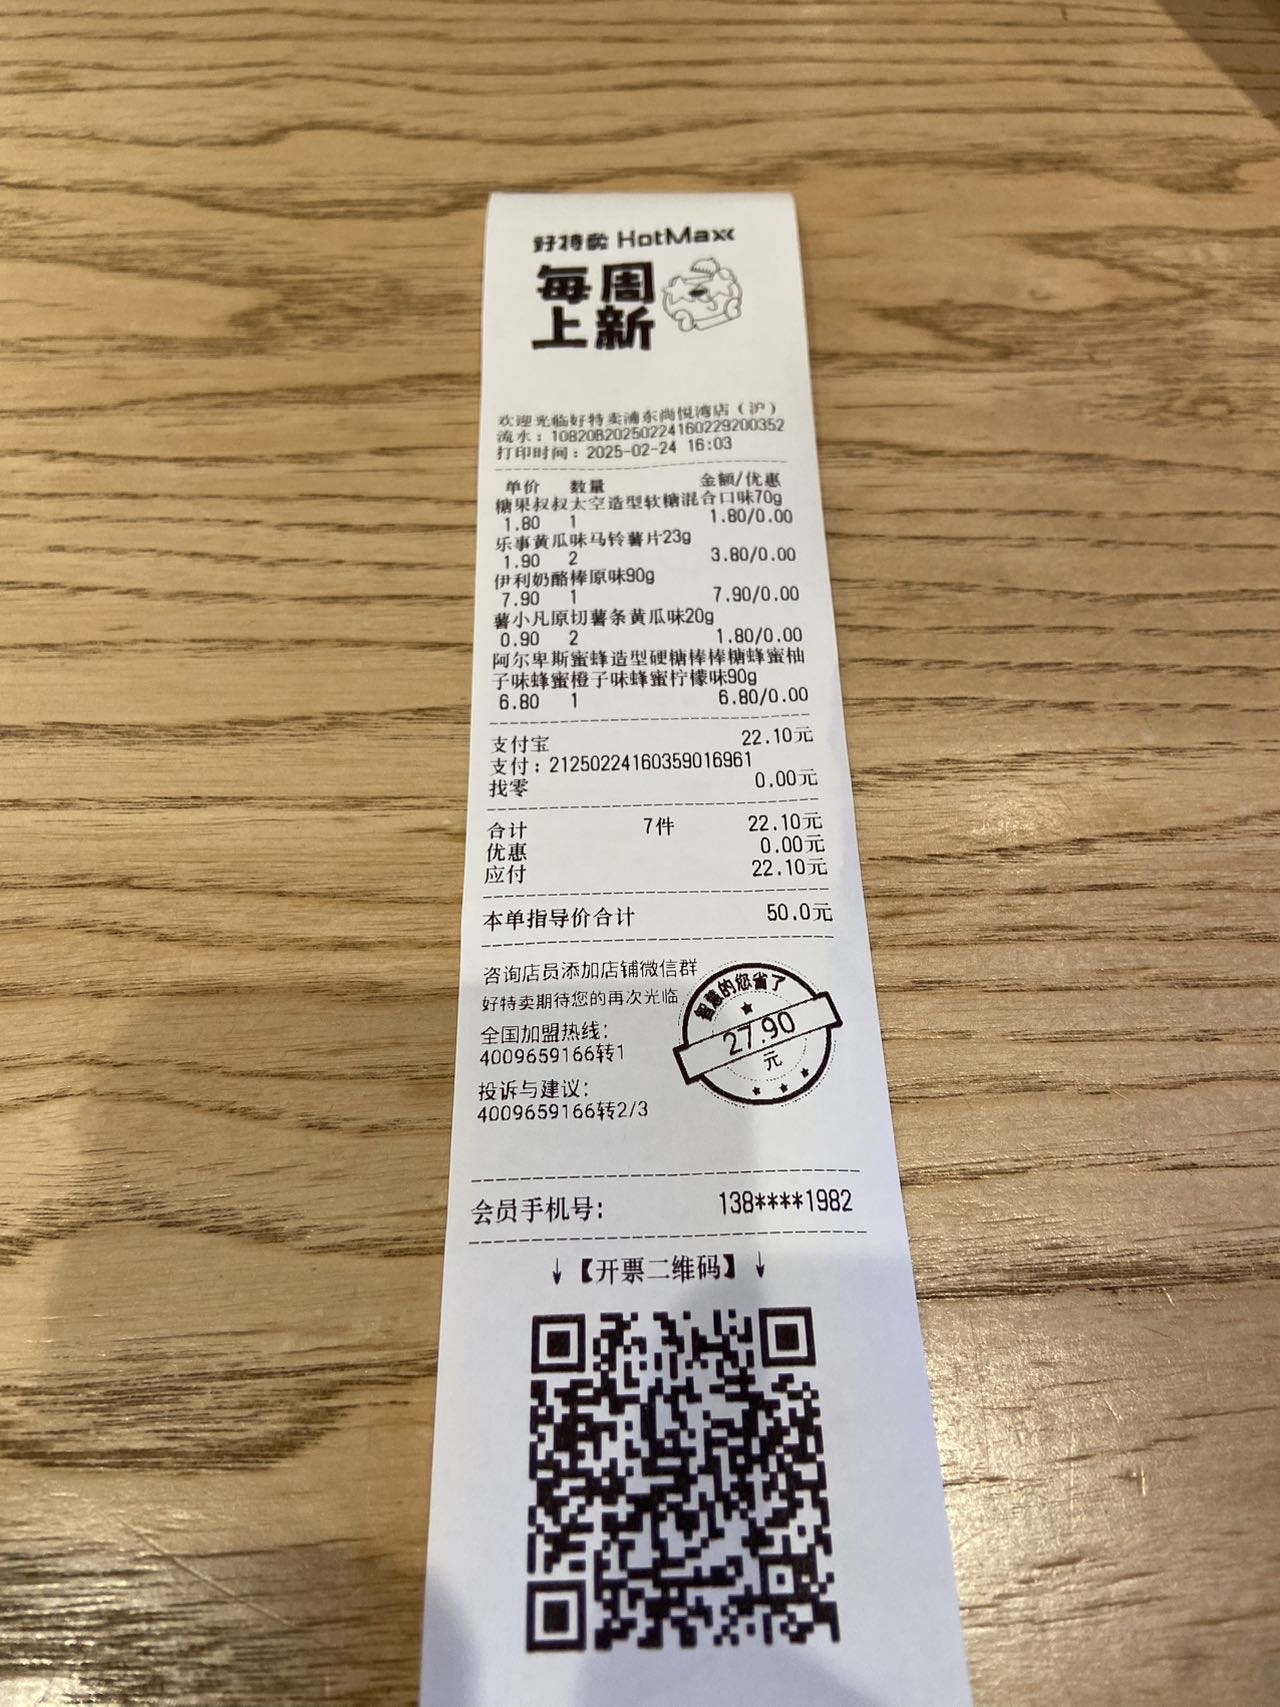 好特卖 HotMaxx
每周
上新
欢迎光临好特卖浦东尚悦湾店（沪）
流水：10820B20250224160229200352
打印时间：2025-02-24 16:03
单价 数量 金额/优惠
糖果叔叔太空造型软糖混合口味70g
1.80 1 1.80/0.00
乐事黄瓜味马铃薯片23g
1.90 2 3.80/0.00
伊利奶酪棒原味90g
7.90 1 7.90/0.00
薯小凡原切薯条黄瓜味20g
0.90 2 1.80/0.00
阿尔卑斯蜜蜂造型硬糖棒棒糖蜂蜜柚
子味蜂蜜橙子味蜂蜜柠檬味90g
6.80 1 6.80/0.00
支付宝 22.10元
支付：21250224160359016961
找零 0.00元
合计 7件 22.10元
优惠 0.00元
应付 22.10元
本单指导价合计 50.0元
咨询店员添加店铺微信群
好特卖期待您的再次光临
全国加盟热线：
4009659166转1
投诉与建议：
4009659166转2/3
智慧的您省了
27.90
元
会员手机号： 138****1982
↓【开票二维码】↓